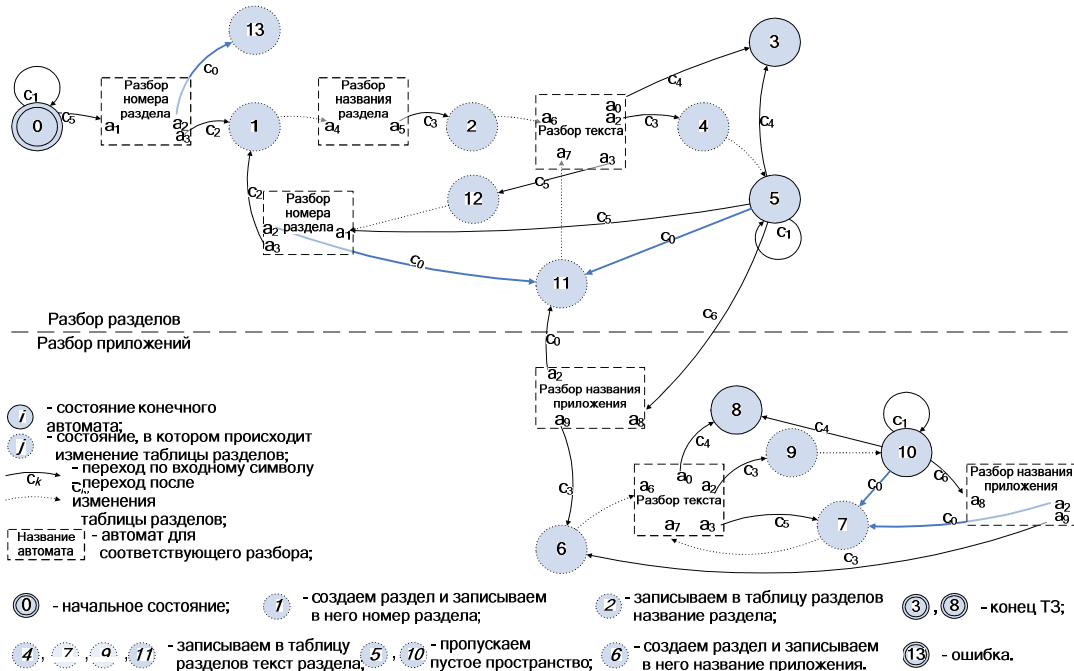 13
3
c₀
c₁
c₄
0
c₅
Разбор
номера
раздела
a₁
a₂
a₃
c₂
1
Разбор
названия
раздела
a₄
a₅
c₃
2
a₀
a₆
a₂
Разбор текста
a₇
a₃
c₃
4
c₄
c₅
12
5
c₂
Разбор
номера
раздела
a₂
a₁
a₃
c₅
c₁
c₀
c₀
11
Разбор разделов
c₆
Разбор приложений
c₀
a₂
Разбор названия
приложения
a₉
a₈
i
- состояние конечного
автомата;
j
- состояние, в котором происходит
изменение таблицы разделов;
cₖ
- переход по входному символу
- переход после
изменения
таблицы разделов;
Название
автомата
- автомат для
соответствующего разбора;
8
c₁
c₄
c₄
9
10
c₃
c₃
c₀
c₆
a₀
a₆
a₂
Разбор текста
a₇
a₃
c₅
7
c₀
Разбор названия
приложения
a₈
a₂
a₉
6
c₃
0 - начальное состояние;
1 - создаем раздел и записываем
в него номер раздела;
2 - записываем в таблицу разделов
название раздела;
3 , 8 - конец ТЗ;
4 , 7 , 9 , 11 - записываем в таблицу
разделов текст раздела;
5 , 10 - пропускаем
пустое пространство;
6 - создаем раздел и записываем
в него название приложения.
13 - ошибка.